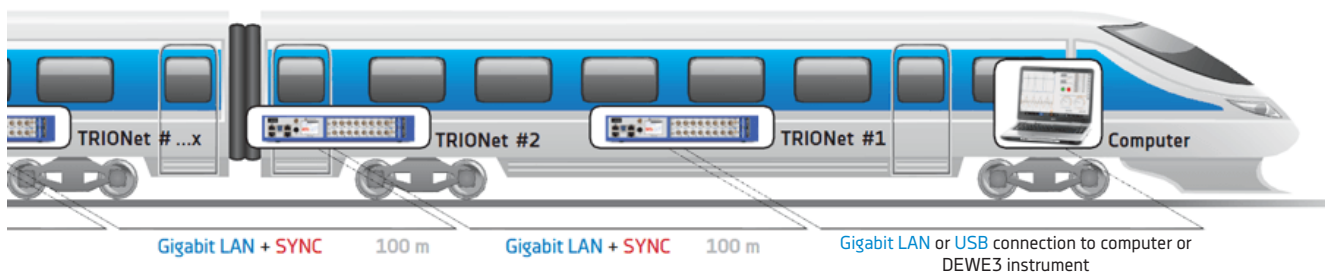 TRIONet # ...x
TRIONet #2
TRIONet #1
Computer
Gigabit LAN + SYNC
100 m
Gigabit LAN + SYNC
100 m
Gigabit LAN or USB connection to computer or
DEWE3 instrument